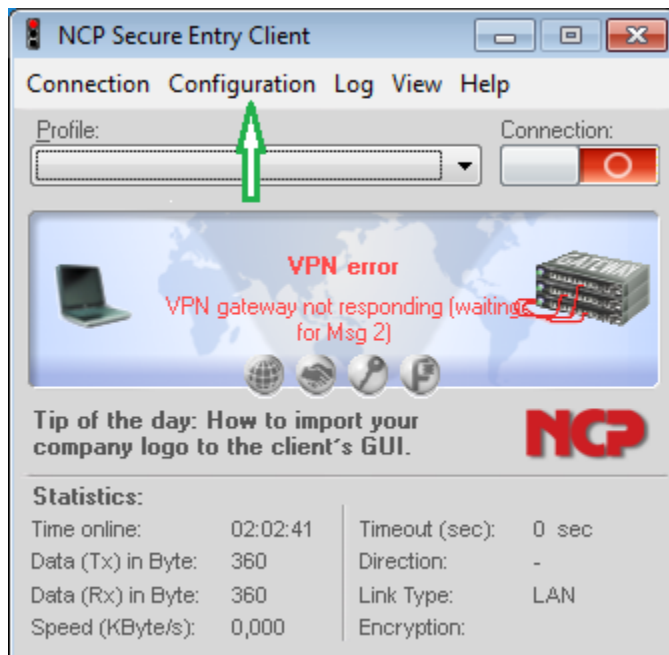 NCP Secure Entry Client
Connection Configuration Log View Help
Profile:
Connection:
GATEWAY
VPN error
VPN gateway not responding (waiting
for Msg 2)
Tip of the day: How to import your
company logo to the client's GUI.
NCP
Statistics:
Time online: 02:02:41 Timeout (sec): 0 sec
Data (Tx) in Byte: 360 Direction: -
Data (Rx) in Byte: 360 Link Type: LAN
Speed (KByte/s): 0,000 Encryption: